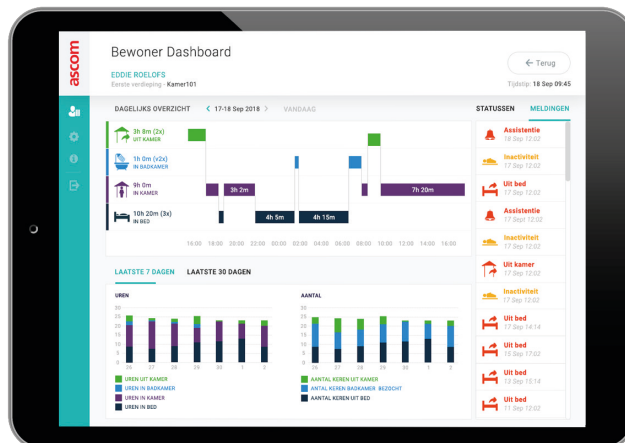 ascom
Bewoner Dashboard
EDDIE ROELOFS
Eerste verdieping - Kamer101
← Terug
Tijdstip: 18 Sep 09:45
DAGELIJKS OVERZICHT < 17-18 Sep 2018 > VANDAAG
3h 8m (2x)
UIT KAMER
1h 0m (v2x)
IN BADKAMER
9h 0m
IN KAMER
10h 20m (3x)
IN BED
3h 2m
7h 20m
4h 5m
4h 15m
16:00 18:00 20:00 22:00 00:00 02:00 04:00 06:00 08:00 10:00 12:00 14:00 16:00
STATUSSEN MELDINGEN
Assistentie
18 Sep 12:02
Inactiviteit
17 Sep 12:02
Uit bed
17 Sep 12:02
Assistentie
17 Sept 12:02
Inactiviteit
17 Sep 12:02
Uit kamer
17 Sep 12:02
Inactiviteit
17 Sep 12:02
Uit bed
17 Sep 14:14
Uit bed
15 Sep 17:02
Uit bed
13 Sep 15:14
Uit bed
11 Sep 12:02
LAATSTE 7 DAGEN LAATSTE 30 DAGEN
UREN
30
25
20
15
10
5
0
26 27 28 29 30 1 2
UREN UIT KAMER
UREN IN BADKAMER
UREN IN KAMER
UREN IN BED
AANTAL
30
25
20
15
10
5
0
26 27 28 29 30 1 2
AANTAL KEREN UIT KAMER
AANTAL KEREN BADKAMER BEZOCHT
AANTAL KEREN UIT BED